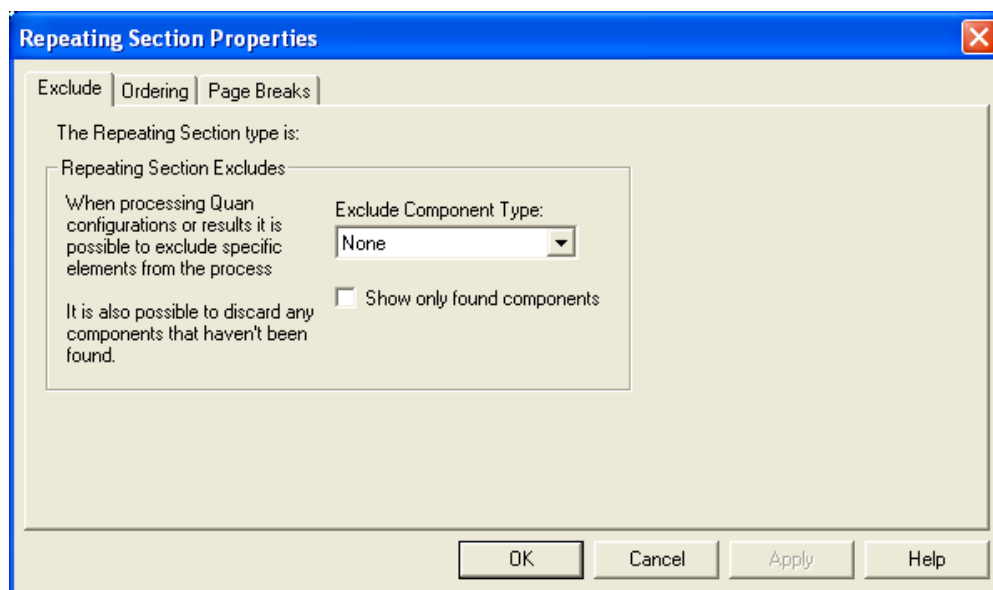 Repeating Section Properties
Exclude Ordering Page Breaks
The Repeating Section type is:
Repeating Section Excludes
When processing Quan
configurations or results it is
possible to exclude specific
elements from the process
It is also possible to discard any
components that haven't been
found.
Exclude Component Type:
None
Show only found components
OK Cancel Apply Help